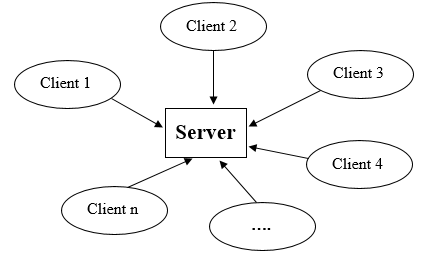 Client 2
Client 1
Client 3
Server
Client 4
Client n
....